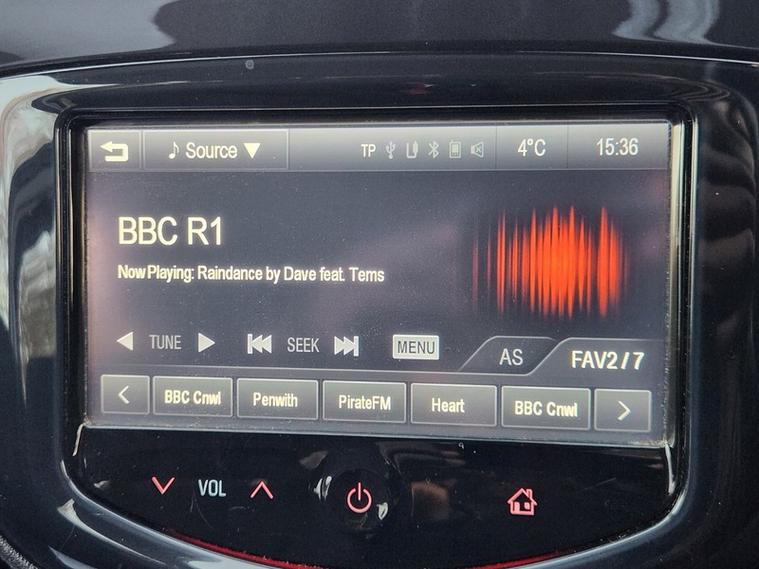 Source
TP
4°C
15:36
BBC R1
Now Playing: Raindance by Dave feat. Tems
TUNE
SEEK
MENU
AS
FAV2/7
BBC Cnwl
Penwith
PirateFM
Heart
BBC Cnwl
VOL